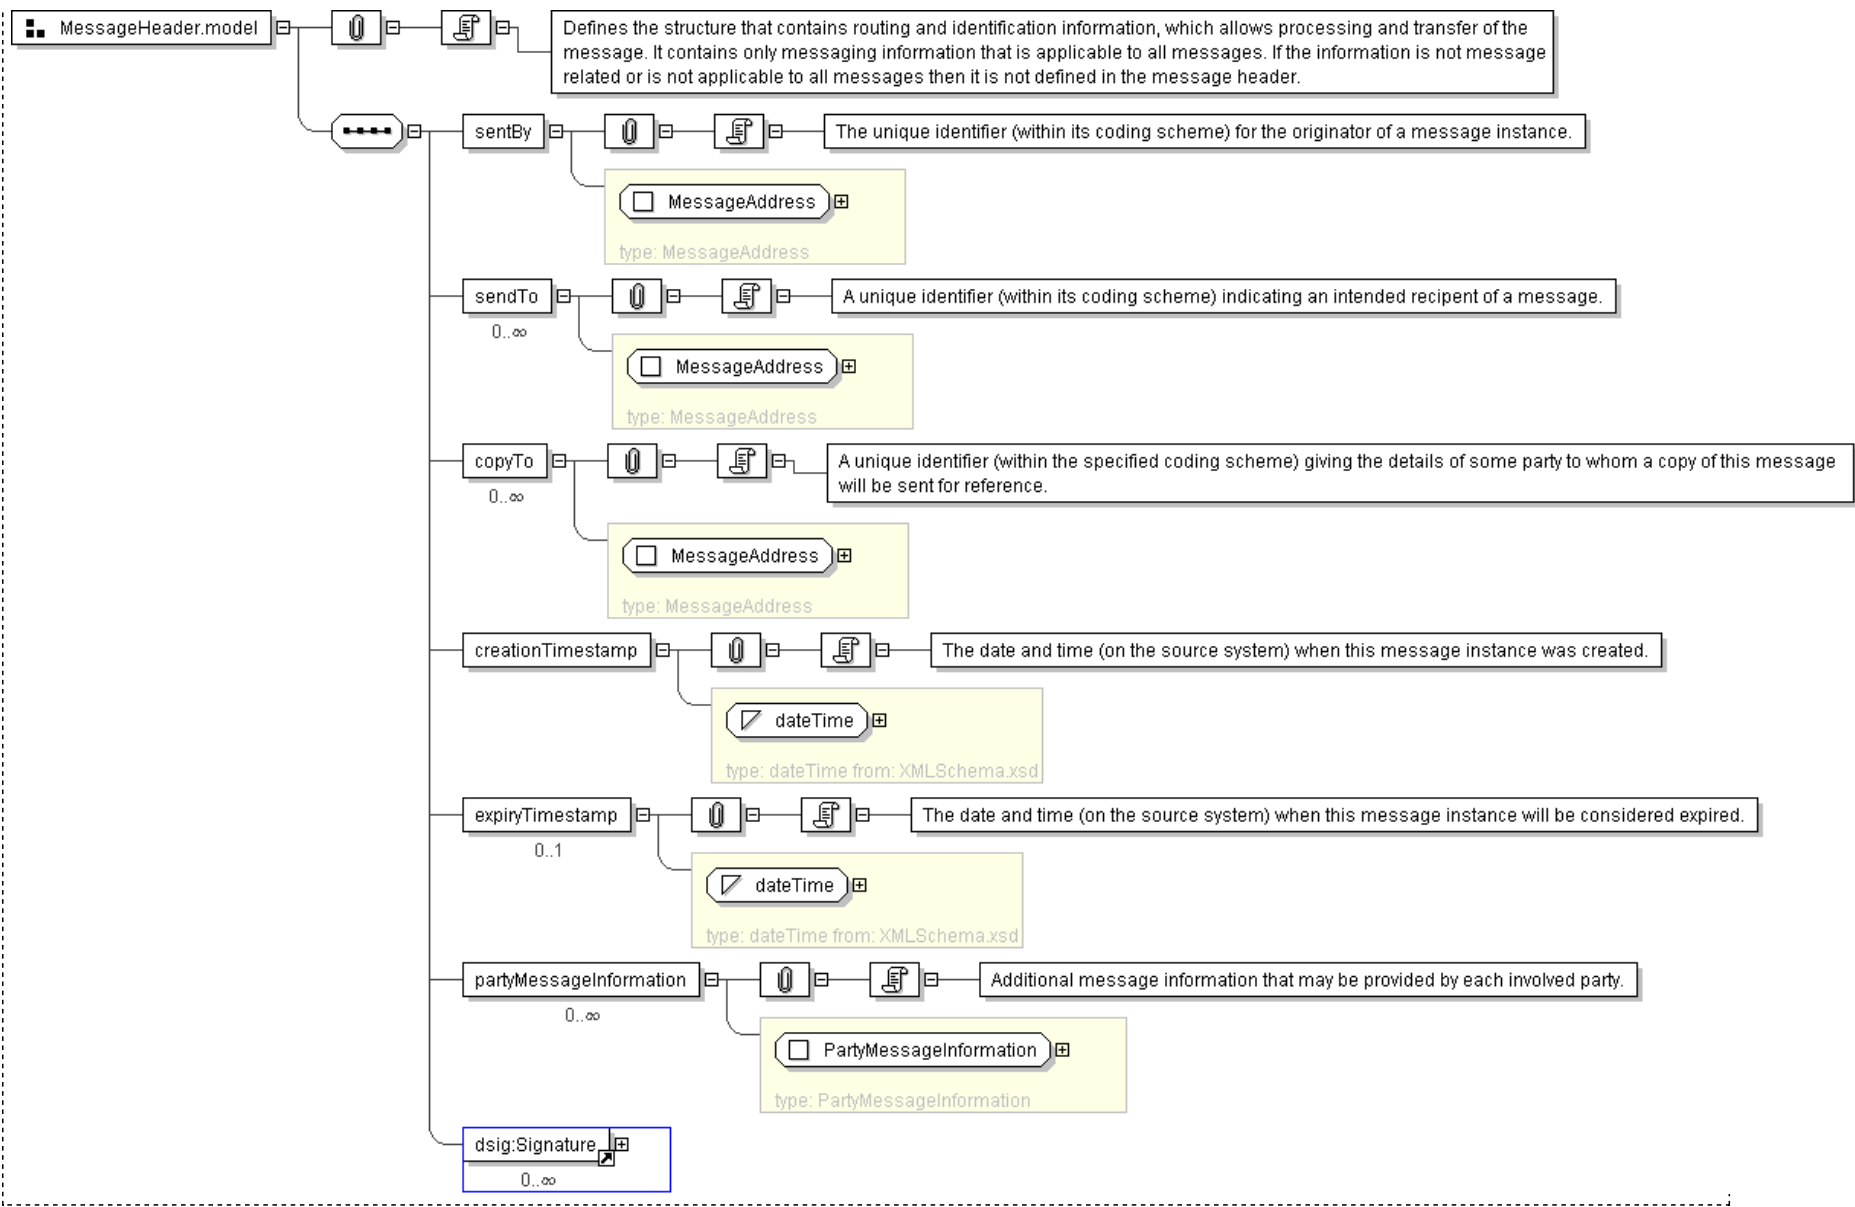 MessageHeader.model
Defines the structure that contains routing and identification information, which allows processing and transfer of the
message. It contains only messaging information that is applicable to all messages. If the information is not message
related or is not applicable to all messages then it is not defined in the message header.
sentBy
The unique identifier (within its coding scheme) for the originator of a message instance.
MessageAddress
type: MessageAddress
sendTo
A unique identifier (within its coding scheme) indicating an intended recipent of a message.
0..∞
MessageAddress
type: MessageAddress
copyTo
A unique identifier (within the specified coding scheme) giving the details of some party to whom a copy of this message
will be sent for reference.
0..∞
MessageAddress
type: MessageAddress
creationTimestamp
The date and time (on the source system) when this message instance was created.
dateTime
type: dateTime from: XMLSchema.xsd
expiryTimestamp
The date and time (on the source system) when this message instance will be considered expired.
0..1
dateTime
type: dateTime from: XMLSchema.xsd
partyMessageInformation
Additional message information that may be provided by each involved party.
0..∞
PartyMessageInformation
type: PartyMessageInformation
dsig:Signature
0..∞